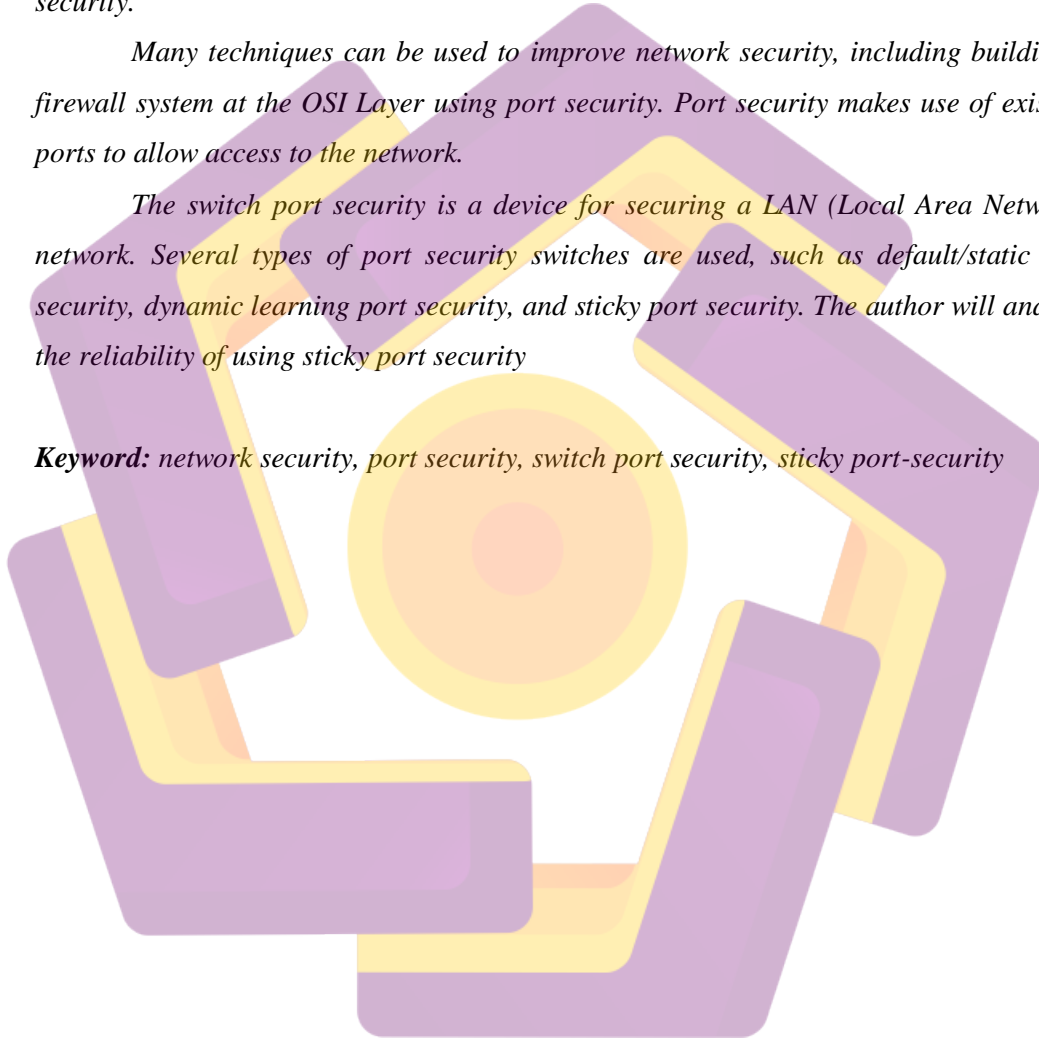 security.
Many techniques can be used to improve network security, including buildi
firewall system at the OSI Layer using port security. Port security makes use of exis
ports to allow access to the network.
The switch port security is a device for securing a LAN (Local Area Netw
network. Several types of port security switches are used, such as default/static
security, dynamic learning port security, and sticky port security. The author will ana
the reliability of using sticky port security
Keyword: network security, port security, switch port security, sticky port-security